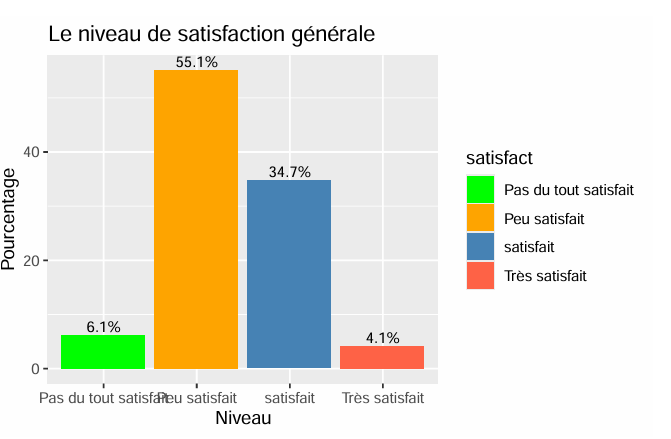 Le niveau de satisfaction générale
55.1%
34.7%
6.1%
4.1%
Pourcentage
40
20
0
Pas du tout satisfait
Peu satisfait
satisfait
Très satisfait
Niveau
satisfact
Pas du tout satisfait
Peu satisfait
satisfait
Très satisfait